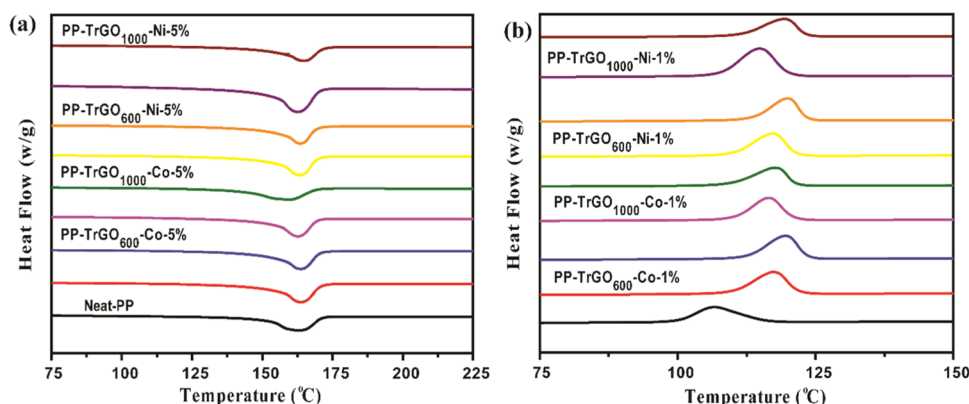 (a)
PP-TrGO1000-Ni-5%
PP-TrGO600-Ni-5%
PP-TrGO1000-Co-5%
PP-TrGO600-Co-5%
Neat-PP
Heat Flow (w/g)
75 100 125 150 175 200 225
Temperature (°C)
(b)
PP-TrGO1000-Ni-1%
PP-TrGO600-Ni-1%
PP-TrGO1000-Co-1%
PP-TrGO600-Co-1%
Heat Flow (w/g)
75 100 125 150
Temperature (°C)